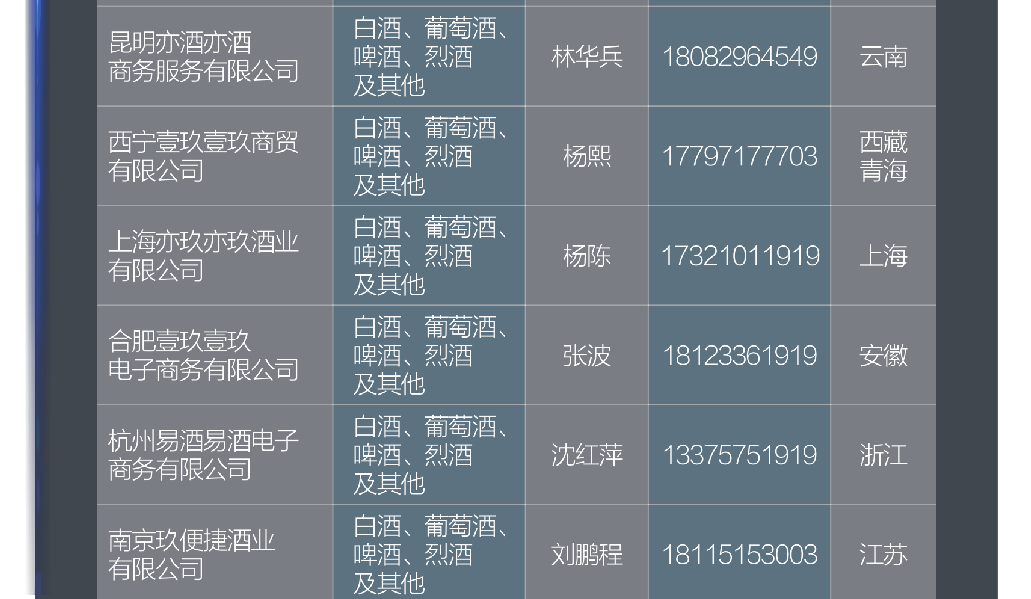 昆明亦酒亦酒
商务服务有限公司
白酒、葡萄酒、
啤酒、烈酒
及其他
林华兵
18082964549
云南
西宁壹玖壹玖商贸
有限公司
白酒、葡萄酒、
啤酒、烈酒
及其他
杨熙
17797177703
西藏
青海
上海亦玖亦玖酒业
有限公司
白酒、葡萄酒、
啤酒、烈酒
及其他
杨陈
17321011919
上海
合肥壹玖壹玖
电子商务有限公司
白酒、葡萄酒、
啤酒、烈酒
及其他
张波
18123361919
安徽
杭州易酒易酒电子
商务有限公司
白酒、葡萄酒、
啤酒、烈酒
及其他
沈红萍
13375751919
浙江
南京玖便捷酒业
有限公司
白酒、葡萄酒、
啤酒、烈酒
及其他
刘鹏程
18115153003
江苏